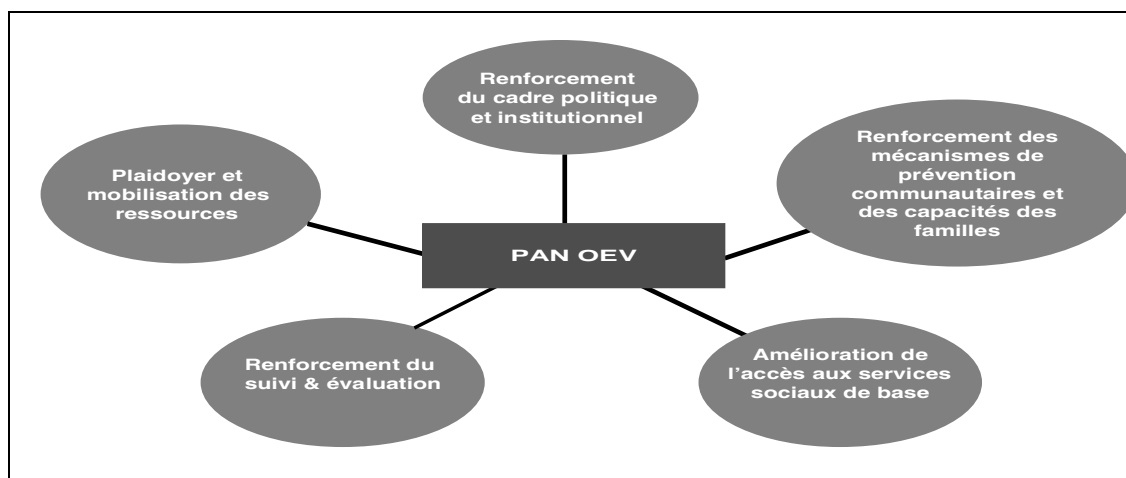 Renforcement
du cadre politique
et institutionnel
Plaidoyer et
mobilisation des
ressources
Renforcement des
mécanismes de
prévention
communautaires et
des capacités des
familles
PAN OEV
Renforcement du
suivi & évaluation
Amélioration de
l'accès aux services
sociaux de base